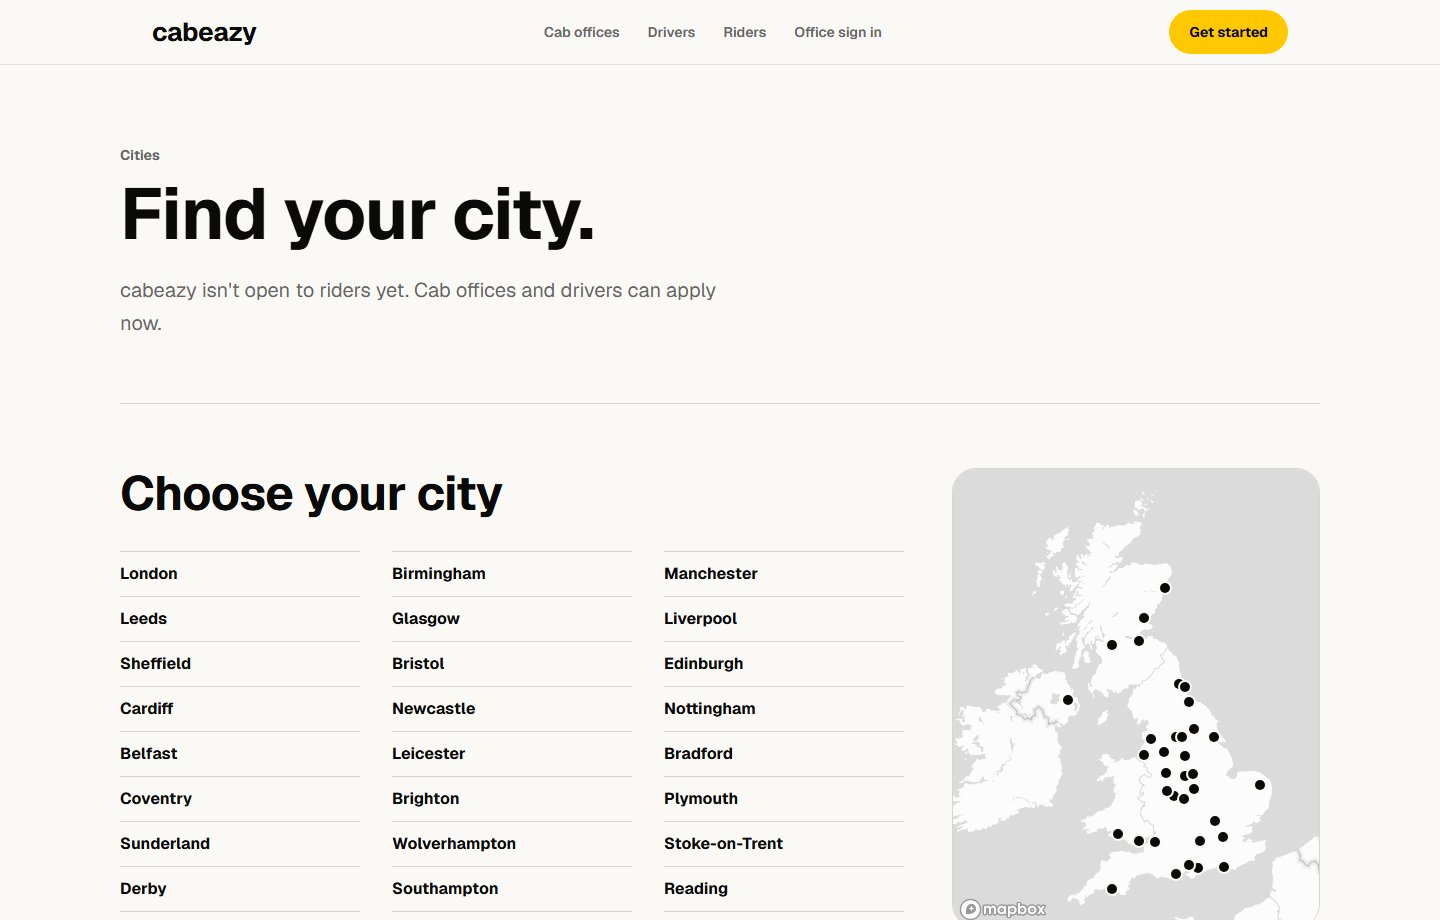 cabeazy
Cab offices
Drivers
Riders
Office sign in
Get started
Cities
Find your city.
cabeazy isn't open to riders yet. Cab offices and drivers can apply
now.
Choose your city
London
Birmingham
Manchester
Leeds
Glasgow
Liverpool
Sheffield
Bristol
Edinburgh
Cardiff
Newcastle
Nottingham
Belfast
Leicester
Bradford
Coventry
Brighton
Plymouth
Sunderland
Wolverhampton
Stoke-on-Trent
Derby
Southampton
Reading
mapbox